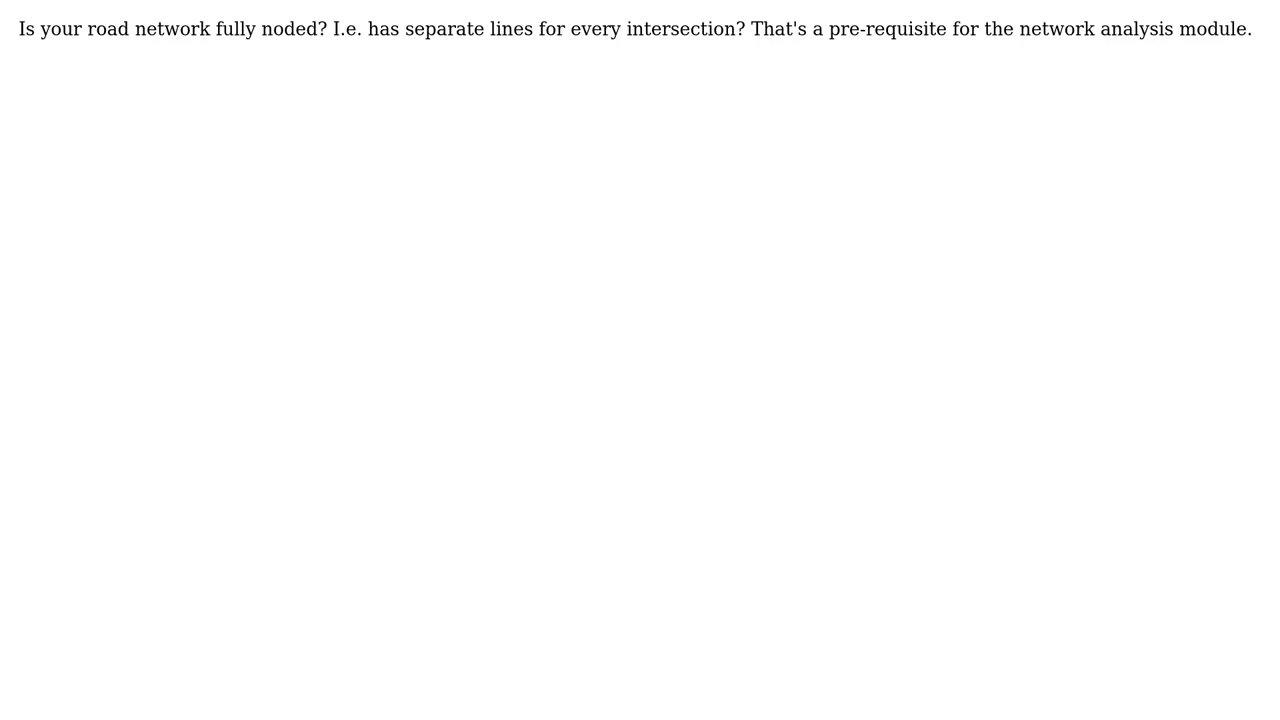 Is your road network fully noded? I.e. has separate lines for every intersection? That's a pre-requisite for the network analysis module.